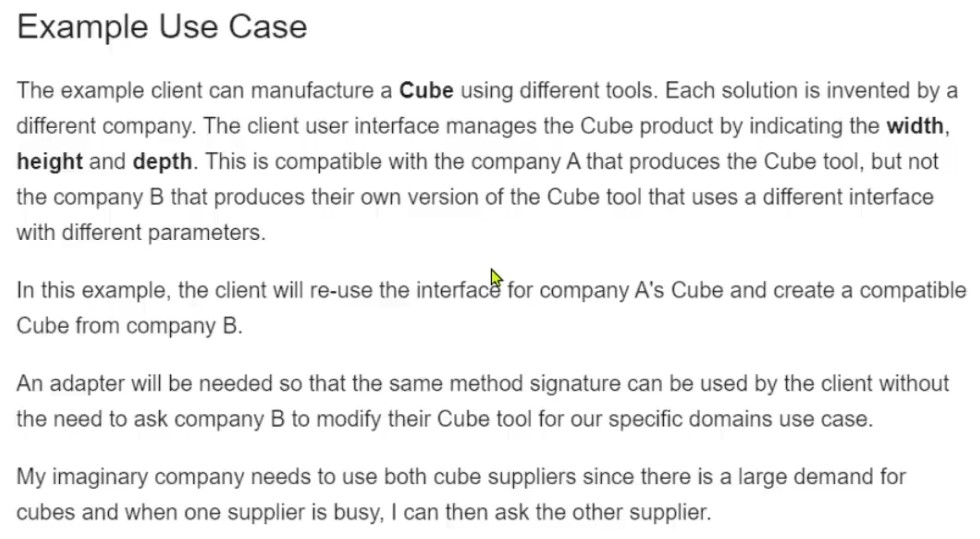 Example Use Case
The example client can manufacture a Cube using different tools. Each solution is invented by a
different company. The client user interface manages the Cube product by indicating the width,
height and depth. This is compatible with the company A that produces the Cube tool, but not
the company B that produces their own version of the Cube tool that uses a different interface
with different parameters.
In this example, the client will re-use the interface for company A's Cube and create a compatible
Cube from company B.
An adapter will be needed so that the same method signature can be used by the client without
the need to ask company B to modify their Cube tool for our specific domains use case.
My imaginary company needs to use both cube suppliers since there is a large demand for
cubes and when one supplier is busy, I can then ask the other supplier.